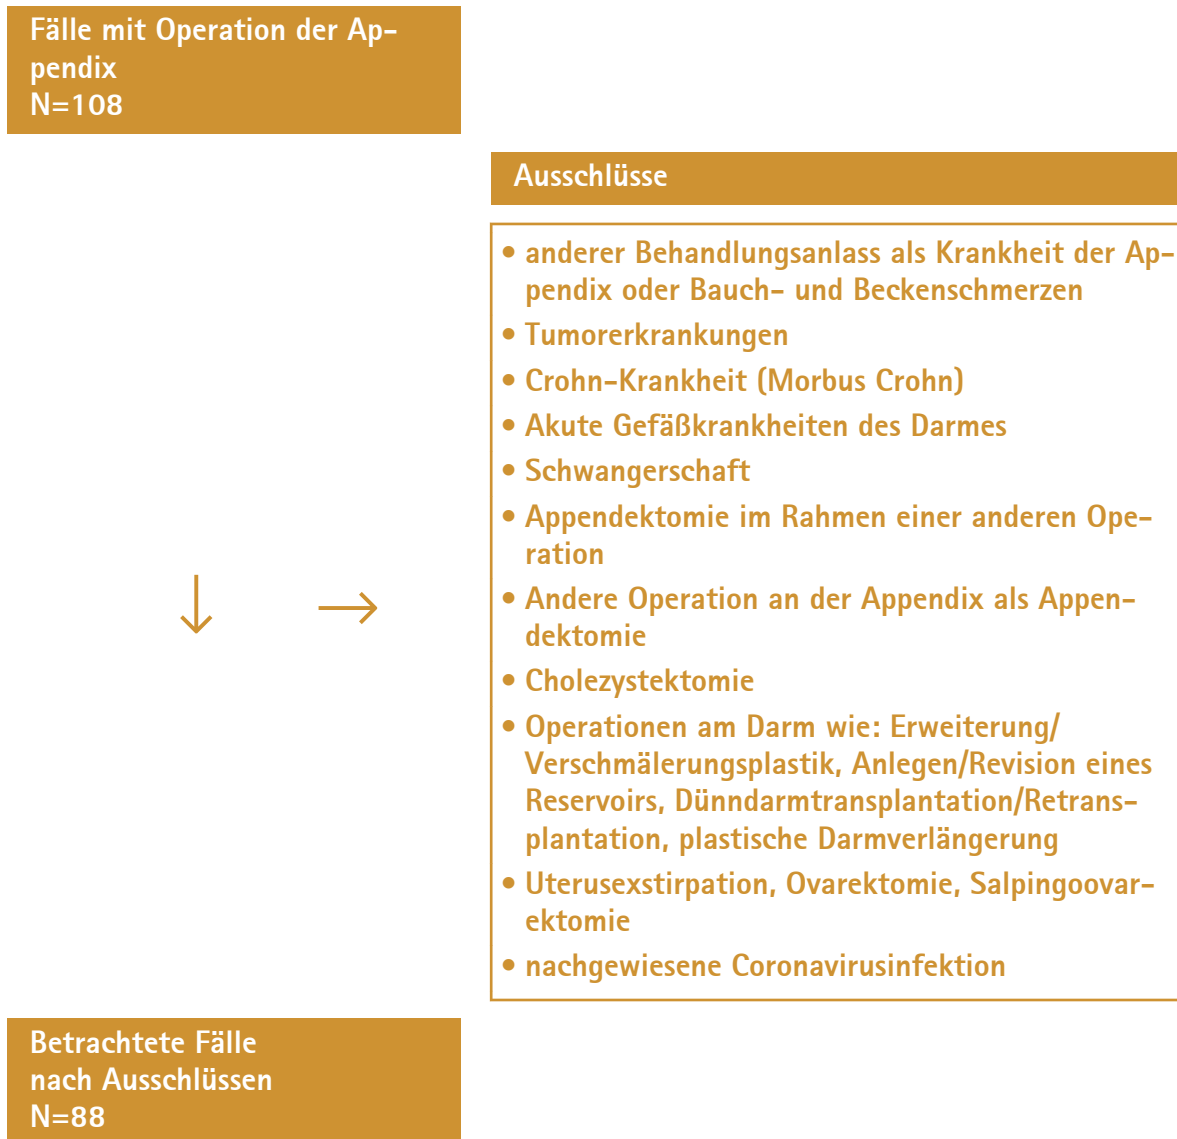 Fälle mit Operation der Ap-
pendix
N=108
Ausschlüsse
• anderer Behandlungsanlass als Krankheit der Ap-
pendix oder Bauch- und Beckenschmerzen
• Tumorerkrankungen
• Crohn-Krankheit (Morbus Crohn)
• Akute Gefäßkrankheiten des Darmes
• Schwangerschaft
• Appendektomie im Rahmen einer anderen Ope-
ration
• Andere Operation an der Appendix als Appen-
dektomie
• Cholezystektomie
• Operationen am Darm wie: Erweiterung/
Verschmälerungsplastik, Anlegen/Revision eines
Reservoirs, Dünndarmtransplantation/Retrans-
plantation, plastische Darmverlängerung
• Uterusexstirpation, Ovarektomie, Salpingoovar-
ektomie
• nachgewiesene Coronavirusinfektion
Betrachtete Fälle
nach Ausschlüssen
N=88